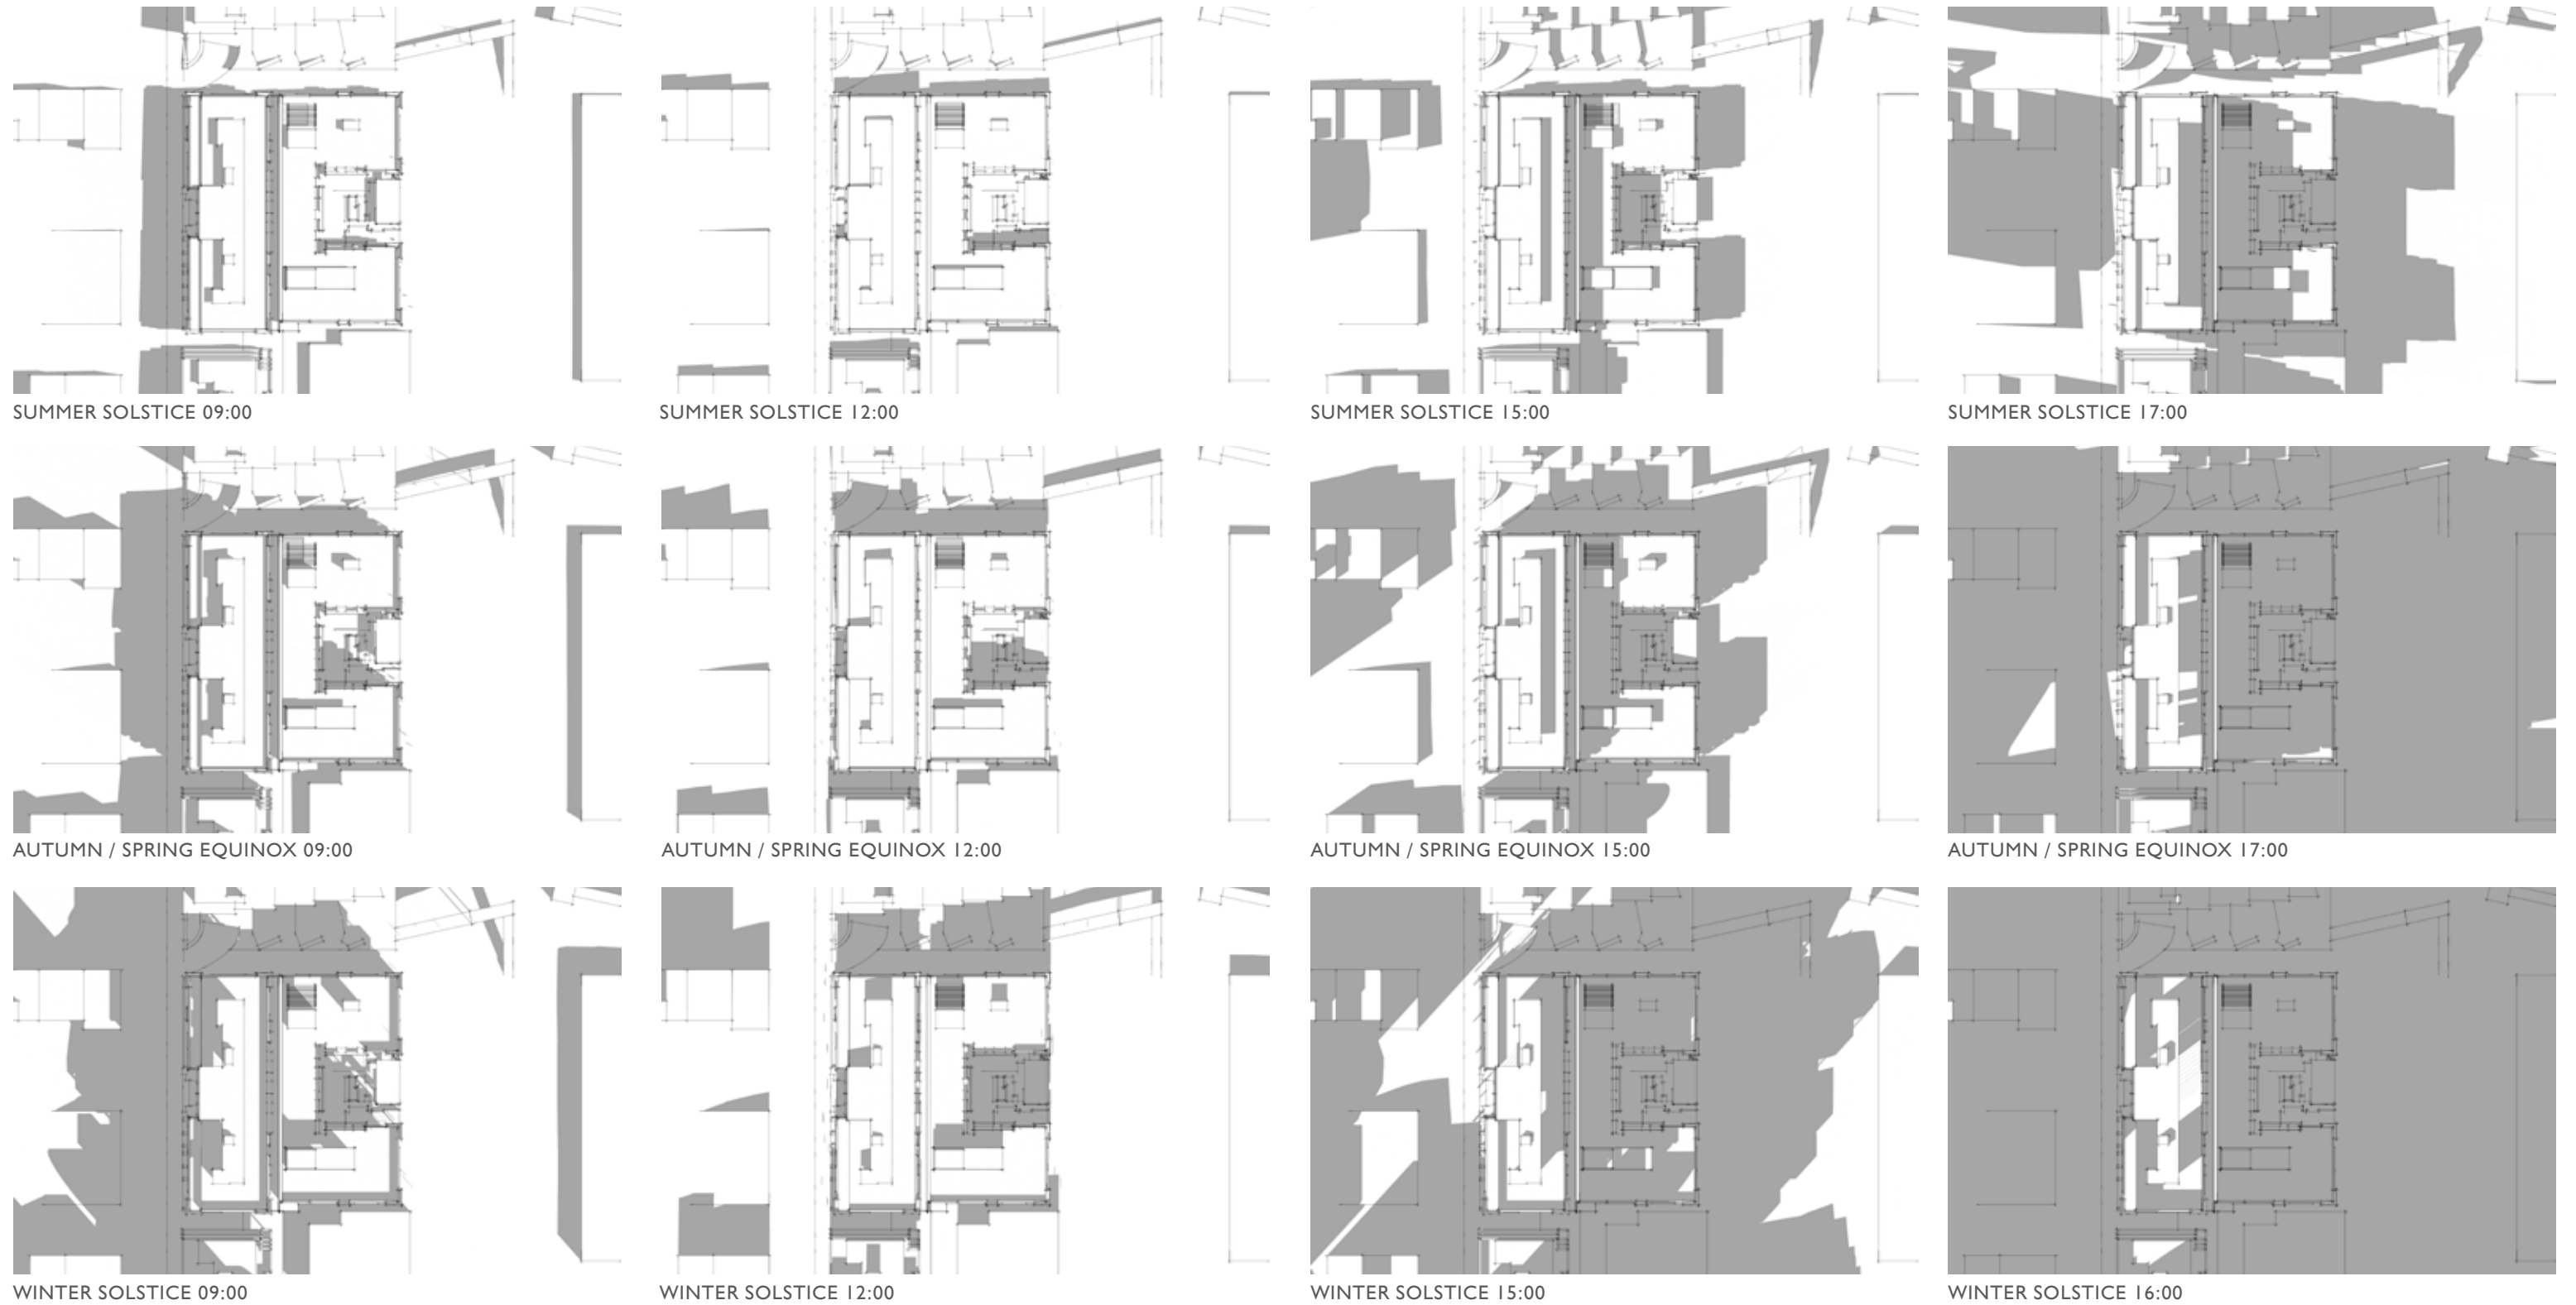 SUMMER SOLSTICE 09:00
SUMMER SOLSTICE 12:00
SUMMER SOLSTICE 15:00
SUMMER SOLSTICE 17:00
AUTUMN / SPRING EQUINOX 09:00
AUTUMN / SPRING EQUINOX 12:00
AUTUMN / SPRING EQUINOX 15:00
AUTUMN / SPRING EQUINOX 17:00
WINTER SOLSTICE 09:00
WINTER SOLSTICE 12:00
WINTER SOLSTICE 15:00
WINTER SOLSTICE 16:00